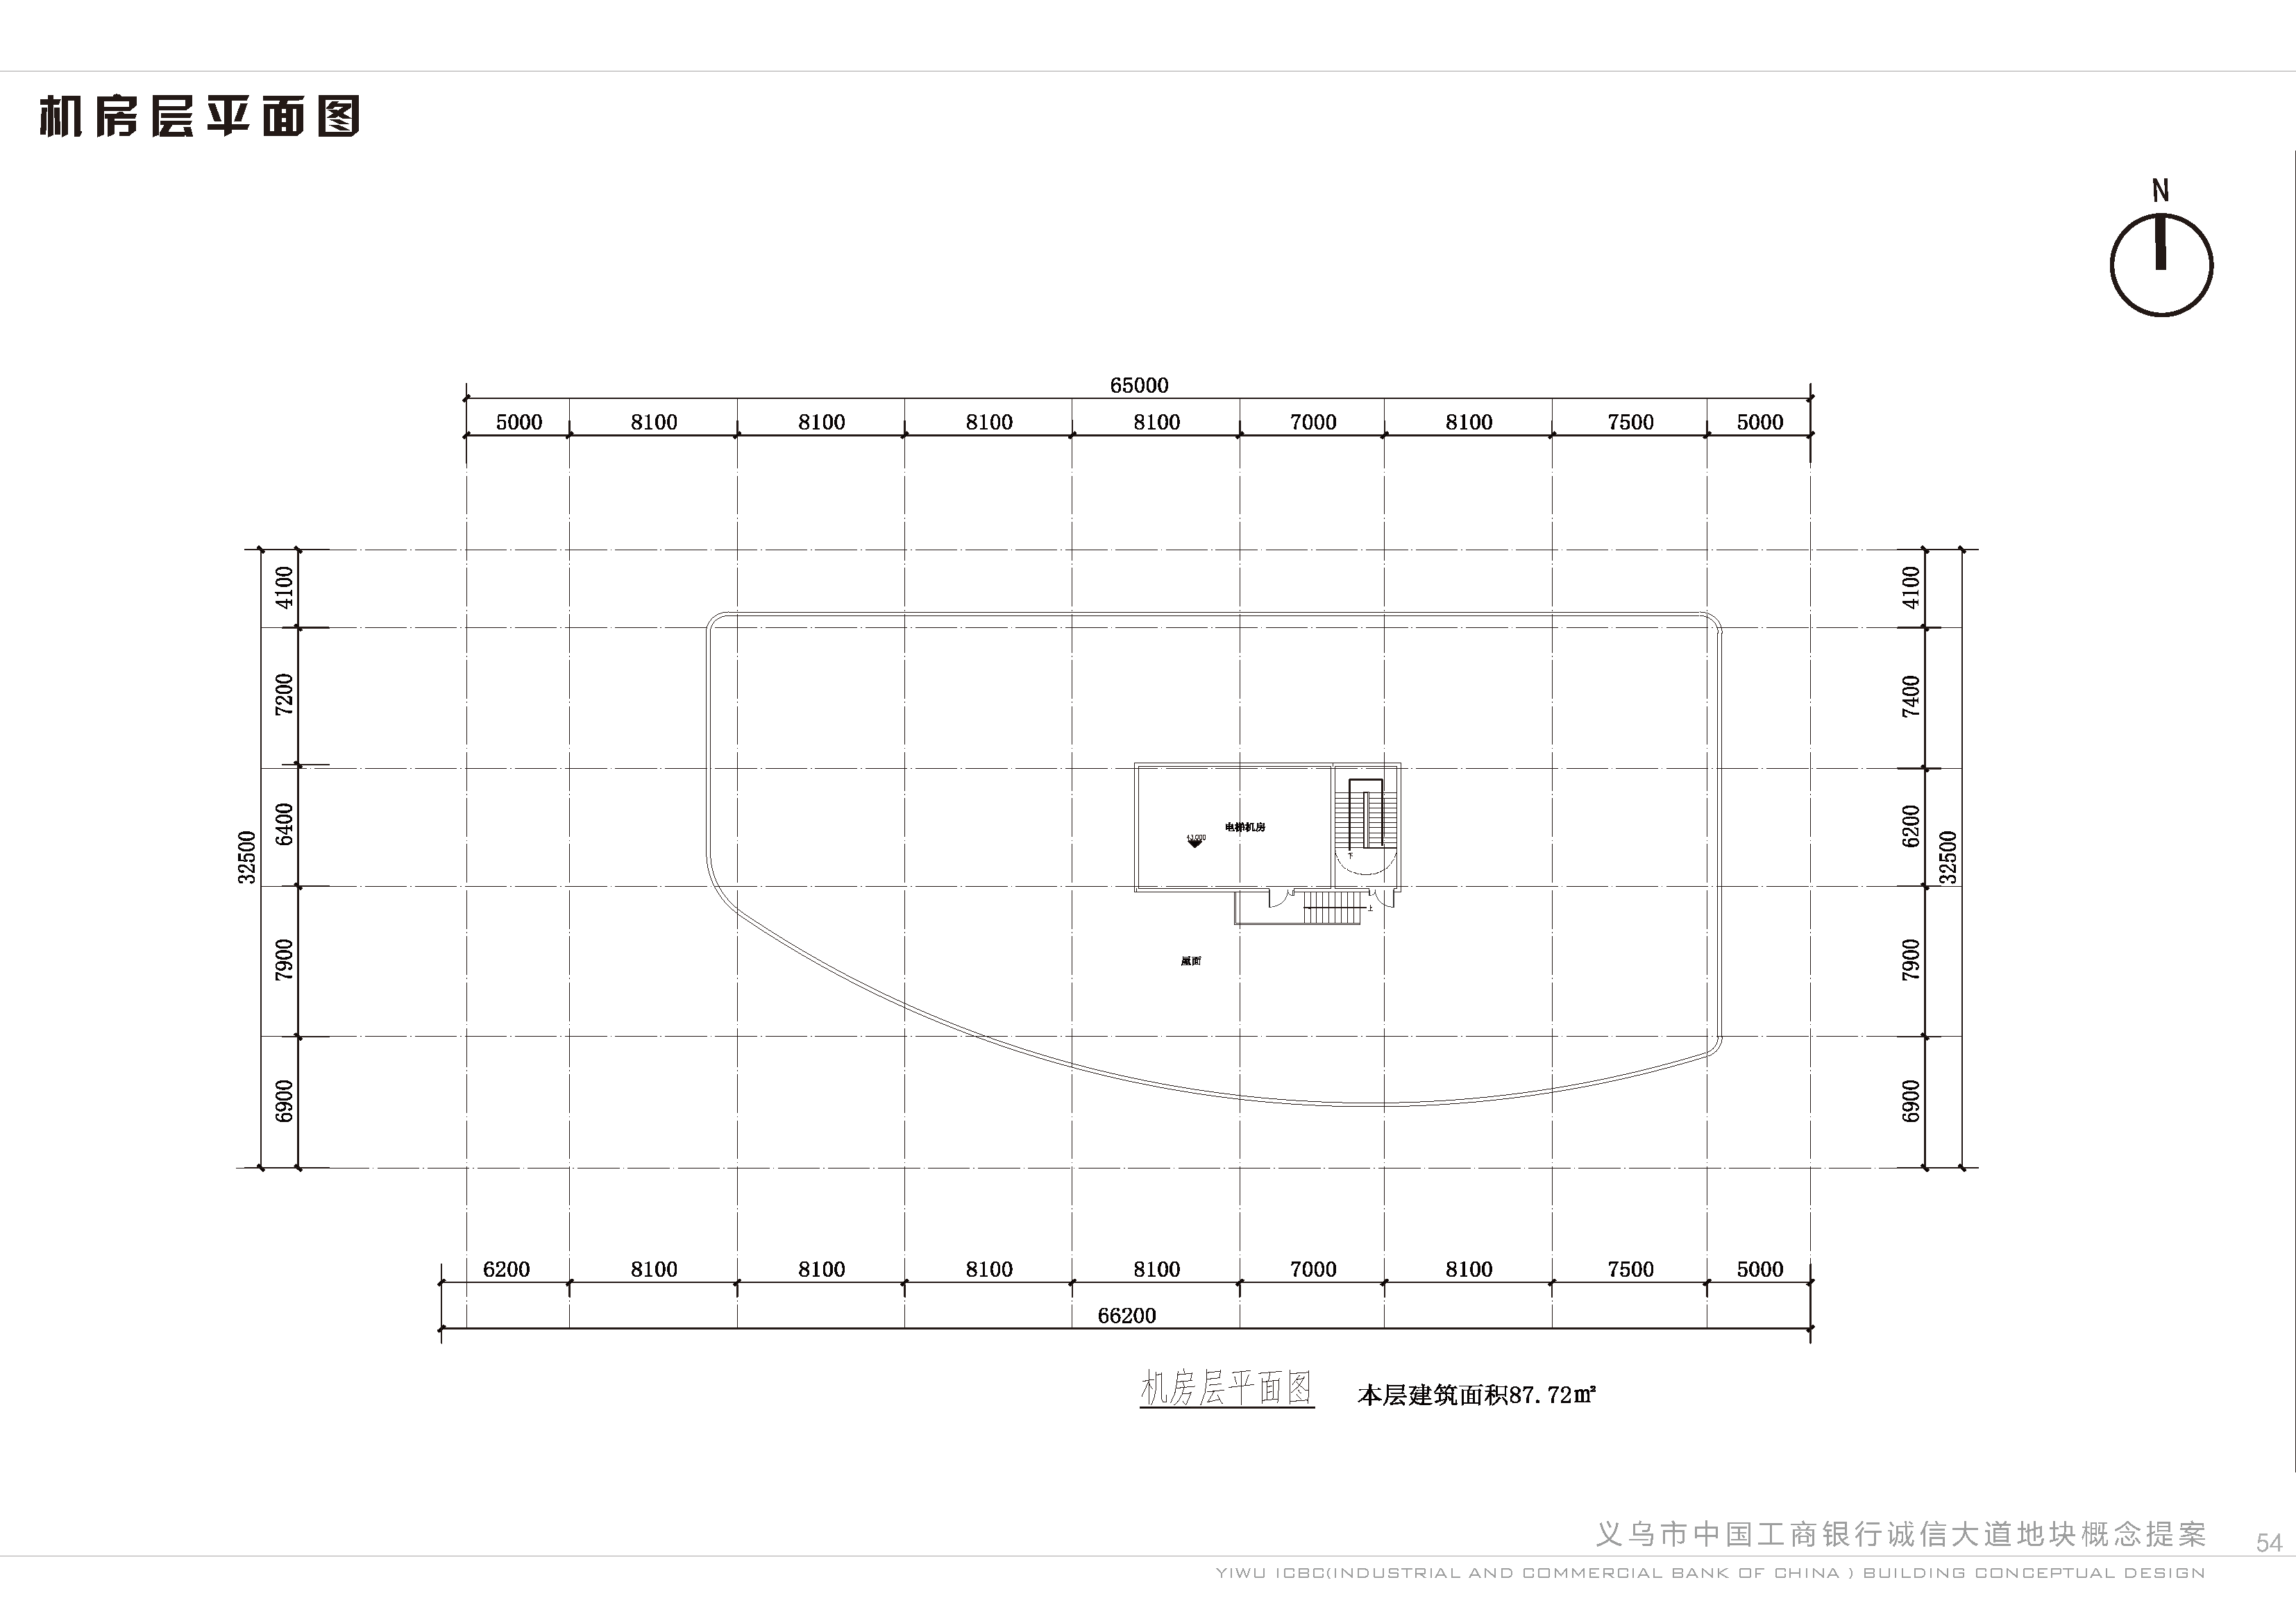 机房层平面图
N
65000
5000 8100 8100 8100 8100 7000 8100 7500 5000
4100 7200 6400 7900 6900
32500
4100 7400 6200 7900 6900
32500
电梯机房
43.000
下
上
屋面
6200 8100 8100 8100 8100 7000 8100 7500 5000
66200
机房层平面图 本层建筑面积87.72㎡
义乌市中国工商银行诚信大道地块概念提案
54
YIWU ICBC(INDUSTRIAL AND COMMERCIAL BANK OF CHINA ) BUILDING CONCEPTUAL DESIGN